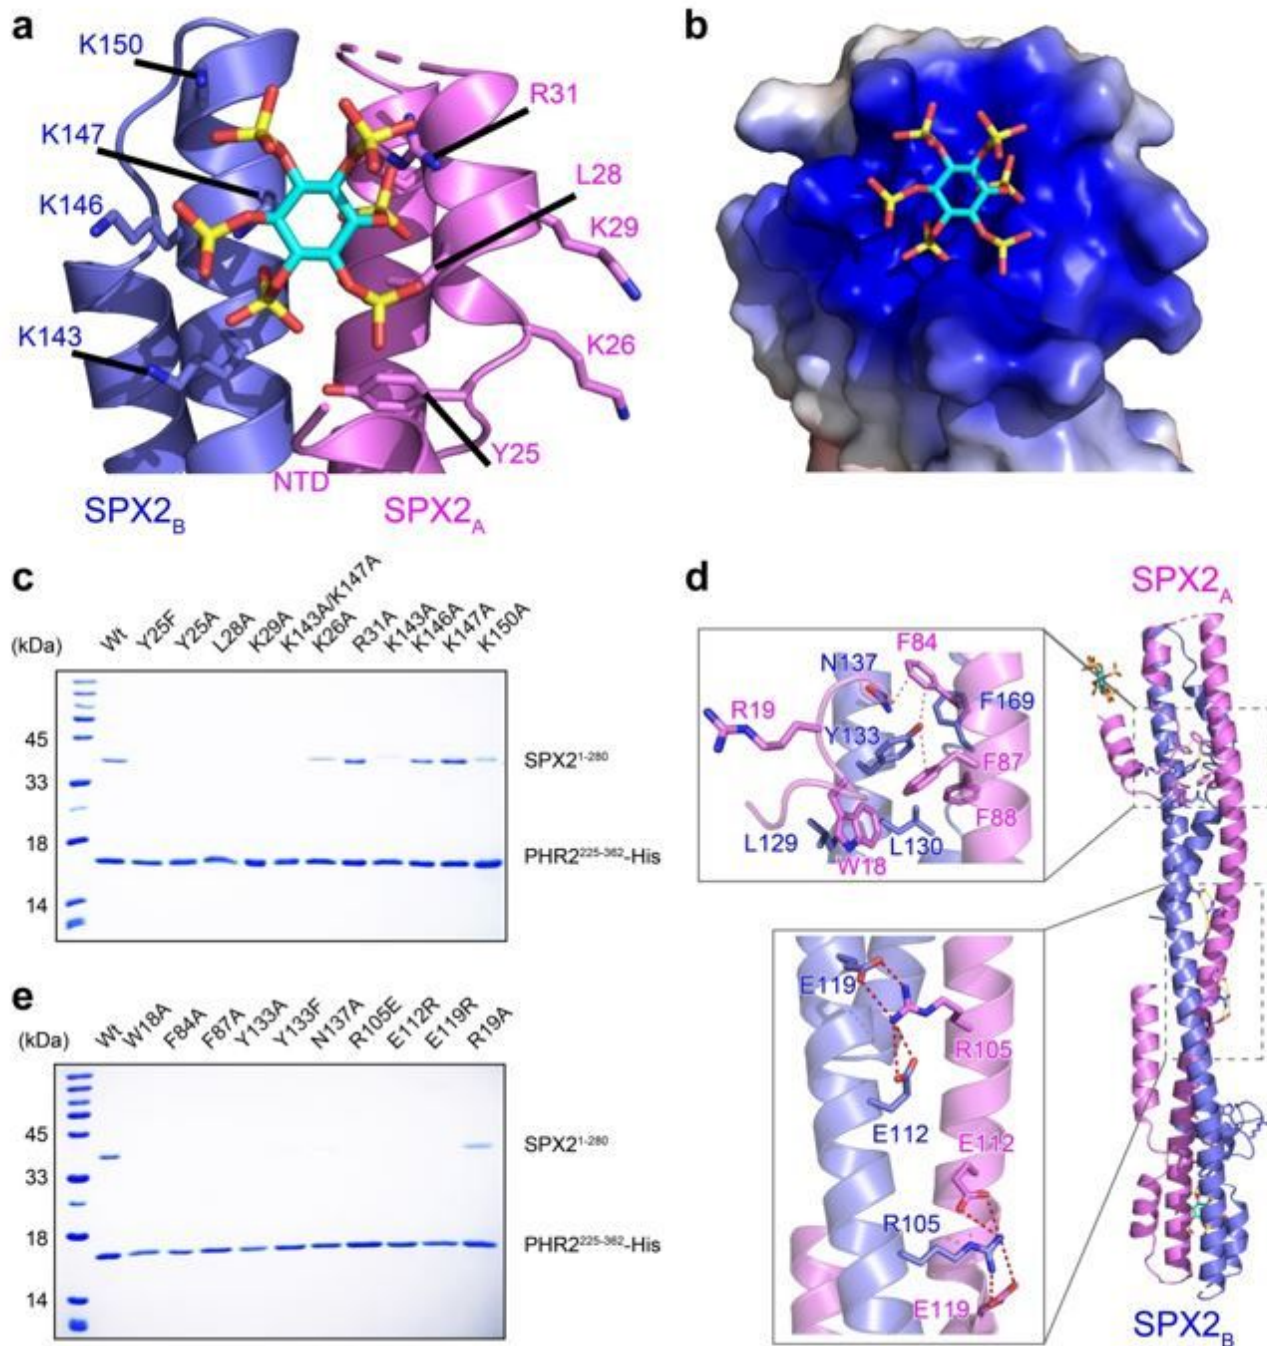 a
K150
K147
K146
K143
R31
L28
K29
K26
Y25
NTD
SPX2B
SPX2A
b
c
(kDa)
Wt
Y25F
Y25A
L28A
K29A
K143A/K147A
K26A
R31A
K143A
K146A
K147A
K150A
45
33
18
14
SPX2¹⁻²⁸⁰
PHR2²²⁵⁻³⁶²-His
d
SPX2A
N137
F84
R19
F169
Y133
F87
F88
L129
L130
W18
E119
R105
E112
E112
R105
E119
SPX2B
e
(kDa)
Wt
W18A
F84A
F87A
Y133A
Y133F
N137A
R105E
E112R
E119R
R19A
45
33
18
14
SPX2¹⁻²⁸⁰
PHR2²²⁵⁻³⁶²-His